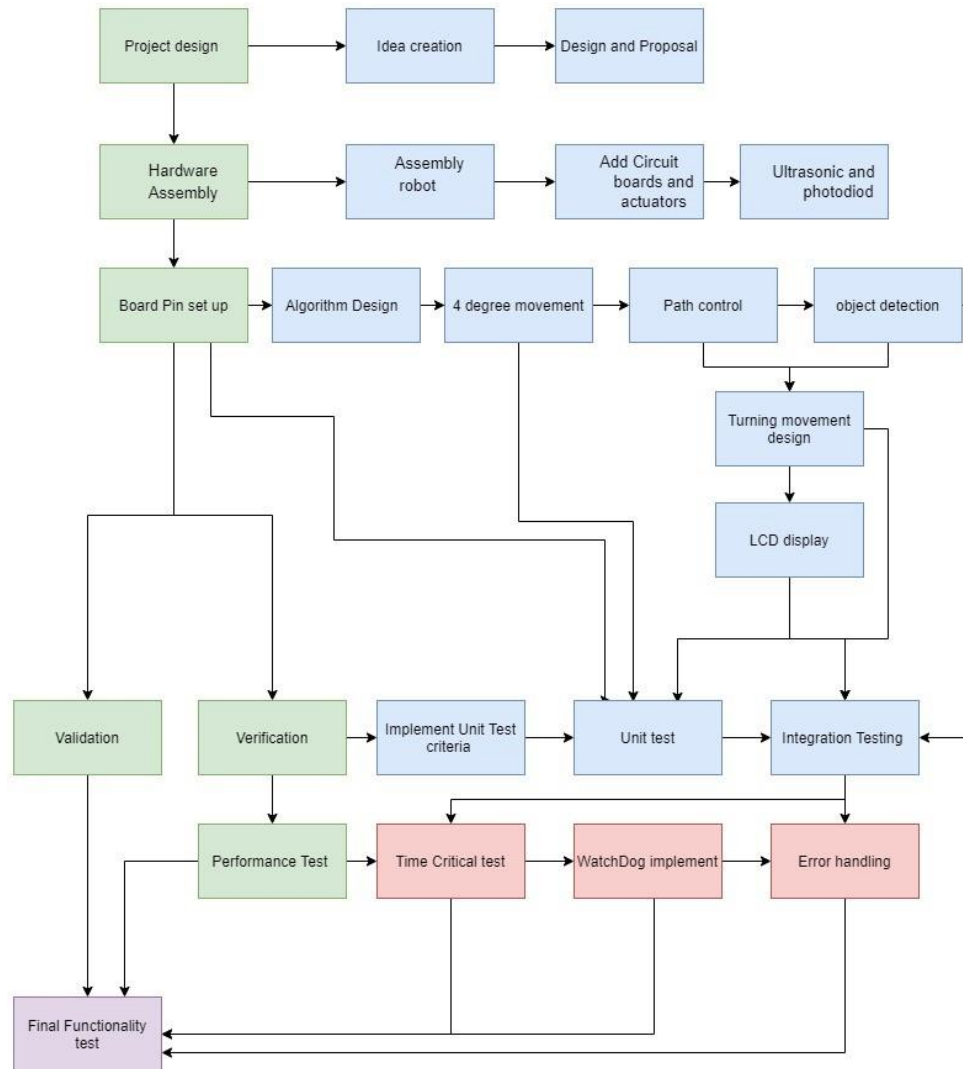 Project design
Idea creation
Design and Proposal
Hardware
Assembly
Assembly
robot
Add Circuit
boards and
actuators
Ultrasonic and
photodiod
Board Pin set up
Algorithm Design
4 degree movement
Path control
object detection
Turning movement
design
LCD display
Validation
Verification
Implement Unit Test
criteria
Unit test
Integration Testing
Performance Test
Time Critical test
WatchDog implement
Error handling
Final Functionality
test